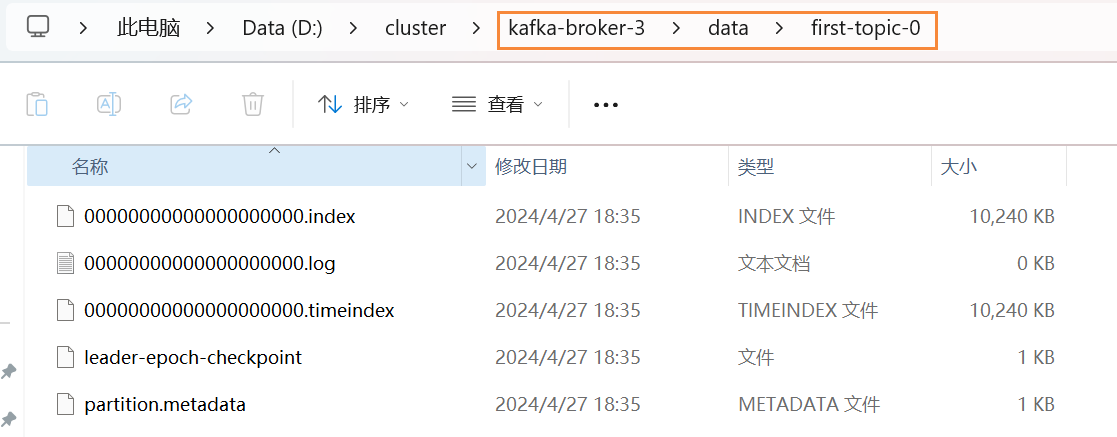 此电脑 Data (D:) cluster kafka-broker-3 data first-topic-0
排序 查看
名称 修改日期 类型 大小
00000000000000000000.index 2024/4/27 18:35 INDEX 文件 10,240 KB
00000000000000000000.log 2024/4/27 18:35 文本文档 0 KB
00000000000000000000.timeindex 2024/4/27 18:35 TIMEINDEX 文件 10,240 KB
leader-epoch-checkpoint 2024/4/27 18:35 文件 1 KB
partition.metadata 2024/4/27 18:35 METADATA 文件 1 KB